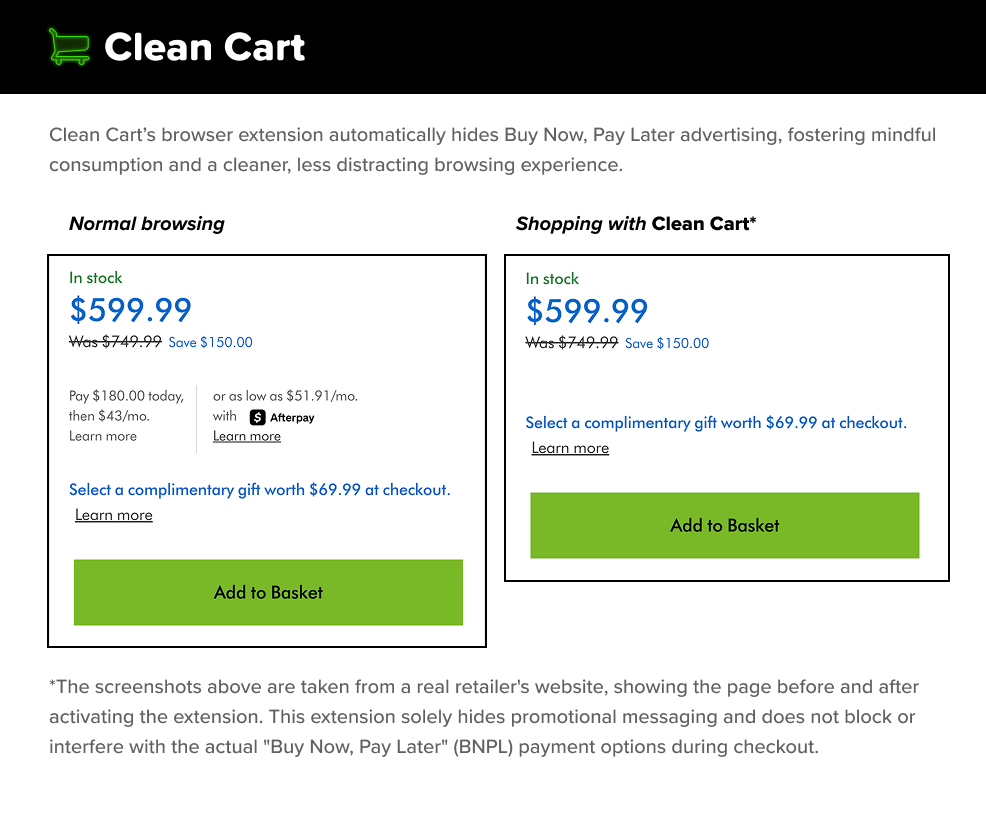 Clean Cart
Clean Cart’s browser extension automatically hides Buy Now, Pay Later advertising, fostering mindful
consumption and a cleaner, less distracting browsing experience.
Normal browsing
In stock
$599.99
Was $749.99 Save $150.00
Pay $180.00 today,
then $43/mo.
Learn more
or as low as $51.91/mo.
with $ Afterpay
Learn more
Select a complimentary gift worth $69.99 at checkout.
Learn more
Add to Basket
Shopping with Clean Cart*
In stock
$599.99
Was $749.99 Save $150.00
Select a complimentary gift worth $69.99 at checkout.
Learn more
Add to Basket
*The screenshots above are taken from a real retailer's website, showing the page before and after
activating the extension. This extension solely hides promotional messaging and does not block or
interfere with the actual "Buy Now, Pay Later" (BNPL) payment options during checkout.